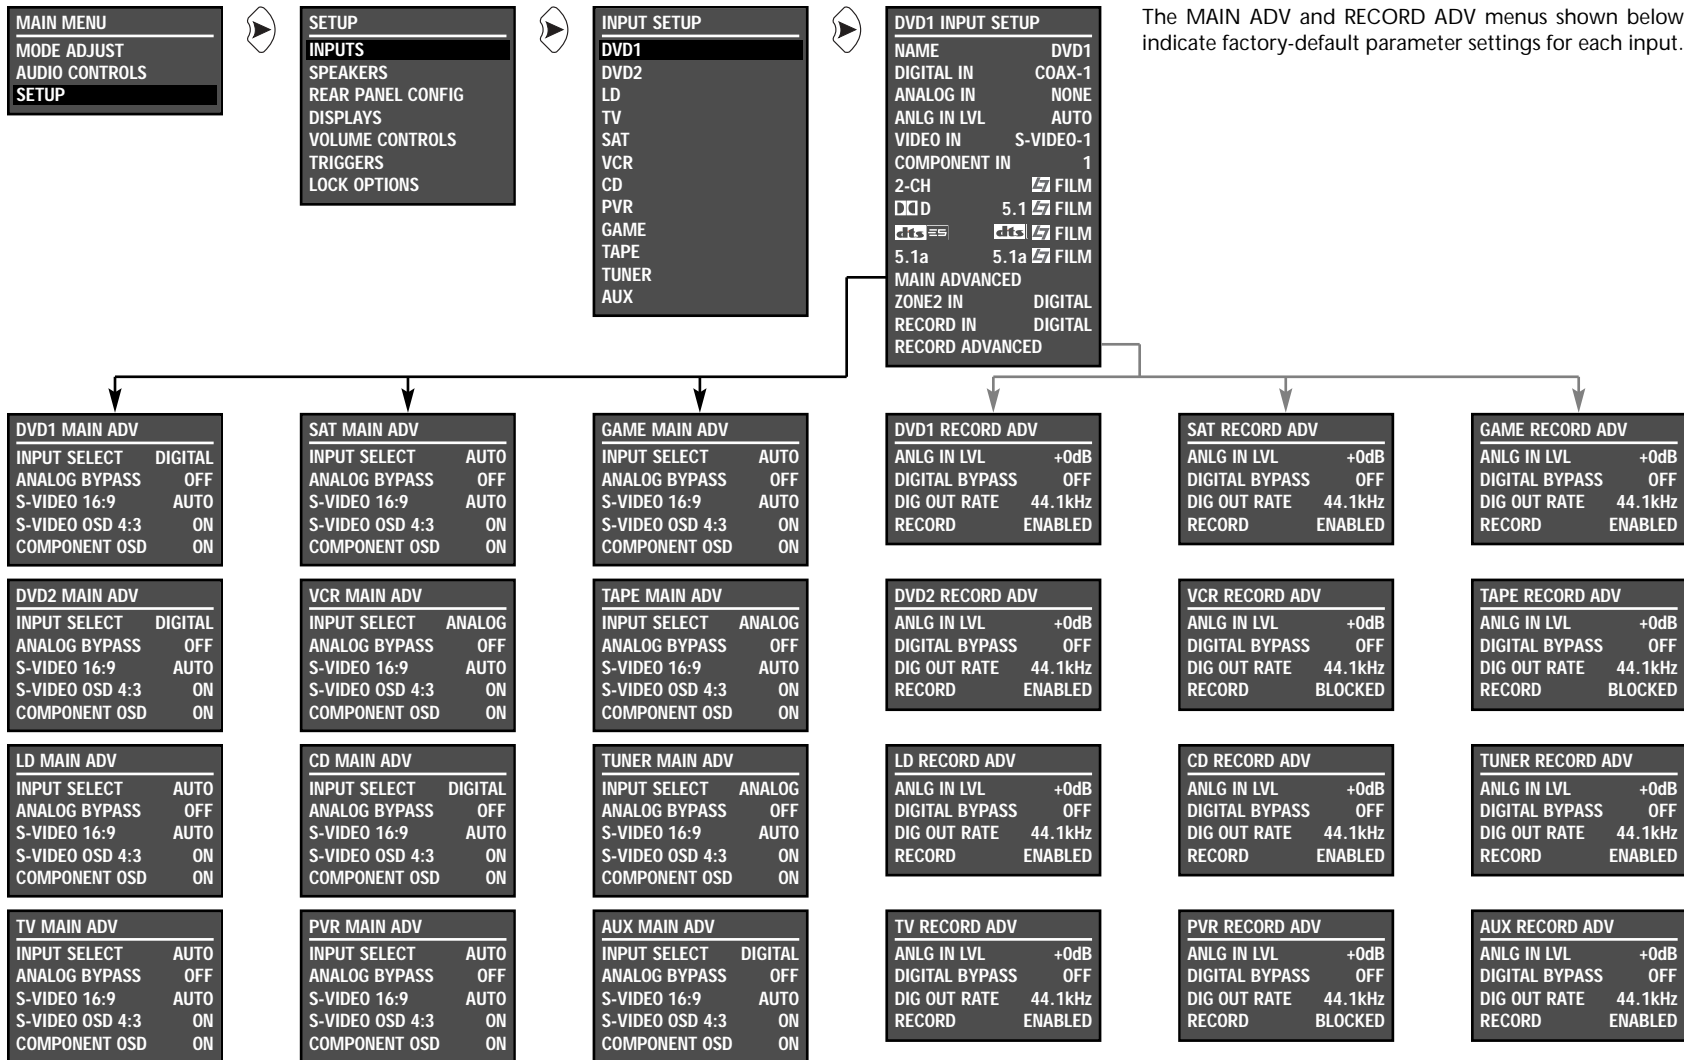 MAIN MENU
MODE ADJUST
AUDIO CONTROLS
SETUP
SETUP
INPUTS
SPEAKERS
REAR PANEL CONFIG
DISPLAYS
VOLUME CONTROLS
TRIGGERS
LOCK OPTIONS
INPUT SETUP
DVD1
DVD2
LD
TV
SAT
VCR
CD
PVR
GAME
TAPE
TUNER
AUX
DVD1 INPUT SETUP
NAME DVD1
DIGITAL IN COAX-1
ANALOG IN NONE
ANLG IN LVL AUTO
VIDEO IN S-VIDEO-1
COMPONENT IN 1
2-CH FILM
D 5.1 FILM
dts ES dts FILM
5.1a 5.1a FILM
MAIN ADVANCED
ZONE2 IN DIGITAL
RECORD IN DIGITAL
RECORD ADVANCED
The MAIN ADV and RECORD ADV menus shown below
indicate factory-default parameter settings for each input.
DVD1 MAIN ADV
INPUT SELECT DIGITAL
ANALOG BYPASS OFF
S-VIDEO 16:9 AUTO
S-VIDEO OSD 4:3 ON
COMPONENT OSD ON
SAT MAIN ADV
INPUT SELECT AUTO
ANALOG BYPASS OFF
S-VIDEO 16:9 AUTO
S-VIDEO OSD 4:3 ON
COMPONENT OSD ON
GAME MAIN ADV
INPUT SELECT AUTO
ANALOG BYPASS OFF
S-VIDEO 16:9 AUTO
S-VIDEO OSD 4:3 ON
COMPONENT OSD ON
DVD1 RECORD ADV
ANLG IN LVL +0dB
DIGITAL BYPASS OFF
DIG OUT RATE 44.1kHz
RECORD ENABLED
SAT RECORD ADV
ANLG IN LVL +0dB
DIGITAL BYPASS OFF
DIG OUT RATE 44.1kHz
RECORD ENABLED
GAME RECORD ADV
ANLG IN LVL +0dB
DIGITAL BYPASS OFF
DIG OUT RATE 44.1kHz
RECORD ENABLED
DVD2 MAIN ADV
INPUT SELECT DIGITAL
ANALOG BYPASS OFF
S-VIDEO 16:9 AUTO
S-VIDEO OSD 4:3 ON
COMPONENT OSD ON
VCR MAIN ADV
INPUT SELECT ANALOG
ANALOG BYPASS OFF
S-VIDEO 16:9 AUTO
S-VIDEO OSD 4:3 ON
COMPONENT OSD ON
TAPE MAIN ADV
INPUT SELECT ANALOG
ANALOG BYPASS OFF
S-VIDEO 16:9 AUTO
S-VIDEO OSD 4:3 ON
COMPONENT OSD ON
DVD2 RECORD ADV
ANLG IN LVL +0dB
DIGITAL BYPASS OFF
DIG OUT RATE 44.1kHz
RECORD ENABLED
VCR RECORD ADV
ANLG IN LVL +0dB
DIGITAL BYPASS OFF
DIG OUT RATE 44.1kHz
RECORD BLOCKED
TAPE RECORD ADV
ANLG IN LVL +0dB
DIGITAL BYPASS OFF
DIG OUT RATE 44.1kHz
RECORD BLOCKED
LD MAIN ADV
INPUT SELECT AUTO
ANALOG BYPASS OFF
S-VIDEO 16:9 AUTO
S-VIDEO OSD 4:3 ON
COMPONENT OSD ON
CD MAIN ADV
INPUT SELECT DIGITAL
ANALOG BYPASS OFF
S-VIDEO 16:9 AUTO
S-VIDEO OSD 4:3 ON
COMPONENT OSD ON
TUNER MAIN ADV
INPUT SELECT ANALOG
ANALOG BYPASS OFF
S-VIDEO 16:9 AUTO
S-VIDEO OSD 4:3 ON
COMPONENT OSD ON
LD RECORD ADV
ANLG IN LVL +0dB
DIGITAL BYPASS OFF
DIG OUT RATE 44.1kHz
RECORD ENABLED
CD RECORD ADV
ANLG IN LVL +0dB
DIGITAL BYPASS OFF
DIG OUT RATE 44.1kHz
RECORD ENABLED
TUNER RECORD ADV
ANLG IN LVL +0dB
DIGITAL BYPASS OFF
DIG OUT RATE 44.1kHz
RECORD ENABLED
TV MAIN ADV
INPUT SELECT AUTO
ANALOG BYPASS OFF
S-VIDEO 16:9 AUTO
S-VIDEO OSD 4:3 ON
COMPONENT OSD ON
PVR MAIN ADV
INPUT SELECT AUTO
ANALOG BYPASS OFF
S-VIDEO 16:9 AUTO
S-VIDEO OSD 4:3 ON
COMPONENT OSD ON
AUX MAIN ADV
INPUT SELECT DIGITAL
ANALOG BYPASS OFF
S-VIDEO 16:9 AUTO
S-VIDEO OSD 4:3 ON
COMPONENT OSD ON
TV RECORD ADV
ANLG IN LVL +0dB
DIGITAL BYPASS OFF
DIG OUT RATE 44.1kHz
RECORD ENABLED
PVR RECORD ADV
ANLG IN LVL +0dB
DIGITAL BYPASS OFF
DIG OUT RATE 44.1kHz
RECORD BLOCKED
AUX RECORD ADV
ANLG IN LVL +0dB
DIGITAL BYPASS OFF
DIG OUT RATE 44.1kHz
RECORD ENABLED